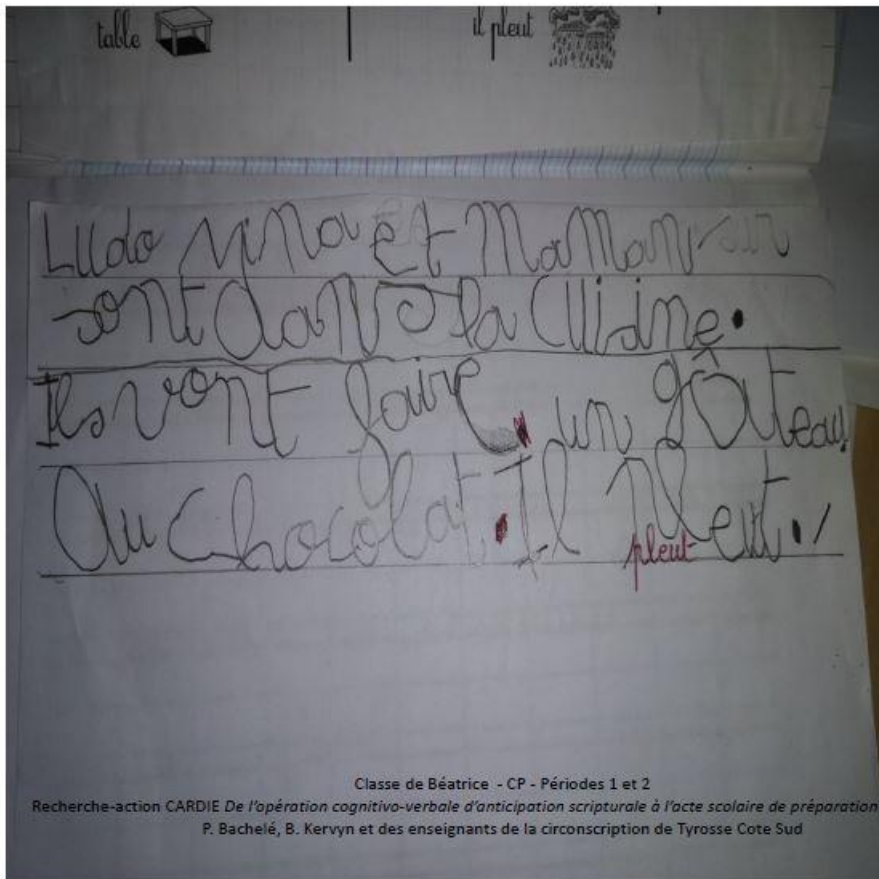 table il pleut
Ludo Nina et Maman sur
sont dans la cuisine.
Ils vont faire un gâteau
au chocolat. Il pleut.
pleut
Classe de Béatrice - CP - Périodes 1 et 2
Recherche-action CARDIE De l'opération cognitivo-verbale d'anticipation scripturale à l'acte scolaire de préparation
P. Bachelé, B. Kervyn et des enseignants de la circonscription de Tyrosse Cote Sud